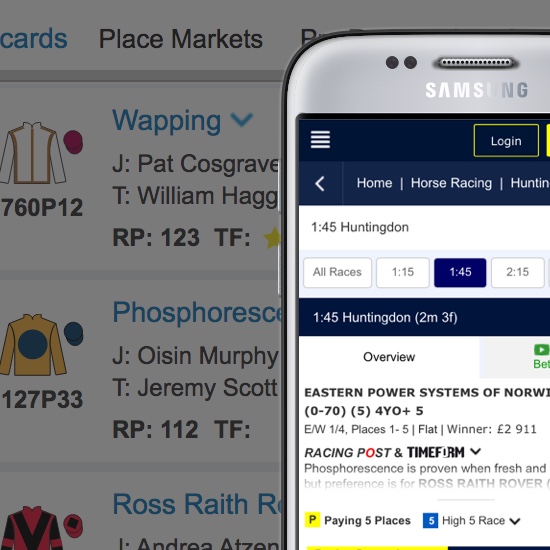 cards Place Markets
Wapping
J: Pat Cosgrave
T: William Hagg
760P12
RP: 123 TF:
Phosphoresce
J: Oisin Murphy
T: Jeremy Scott
127P33
RP: 112 TF:
Ross Raith R
J: Andrea Atzen
SAMSUNG
Login
Home | Horse Racing | Huntin
1:45 Huntingdon
All Races 1:15 1:45 2:15
1:45 Huntingdon (2m 3f)
Overview
Bet
EASTERN POWER SYSTEMS OF NORWI
(0-70) (5) 4YO+ 5
E/W 1/4, Places 1- 5 | Flat | Winner: £2 911
RACING POST & TIMEFORM
Phosphorescence is proven when fresh and
but preference is for ROSS RAITH ROVER (
P Paying 5 Places 5 High 5 Race